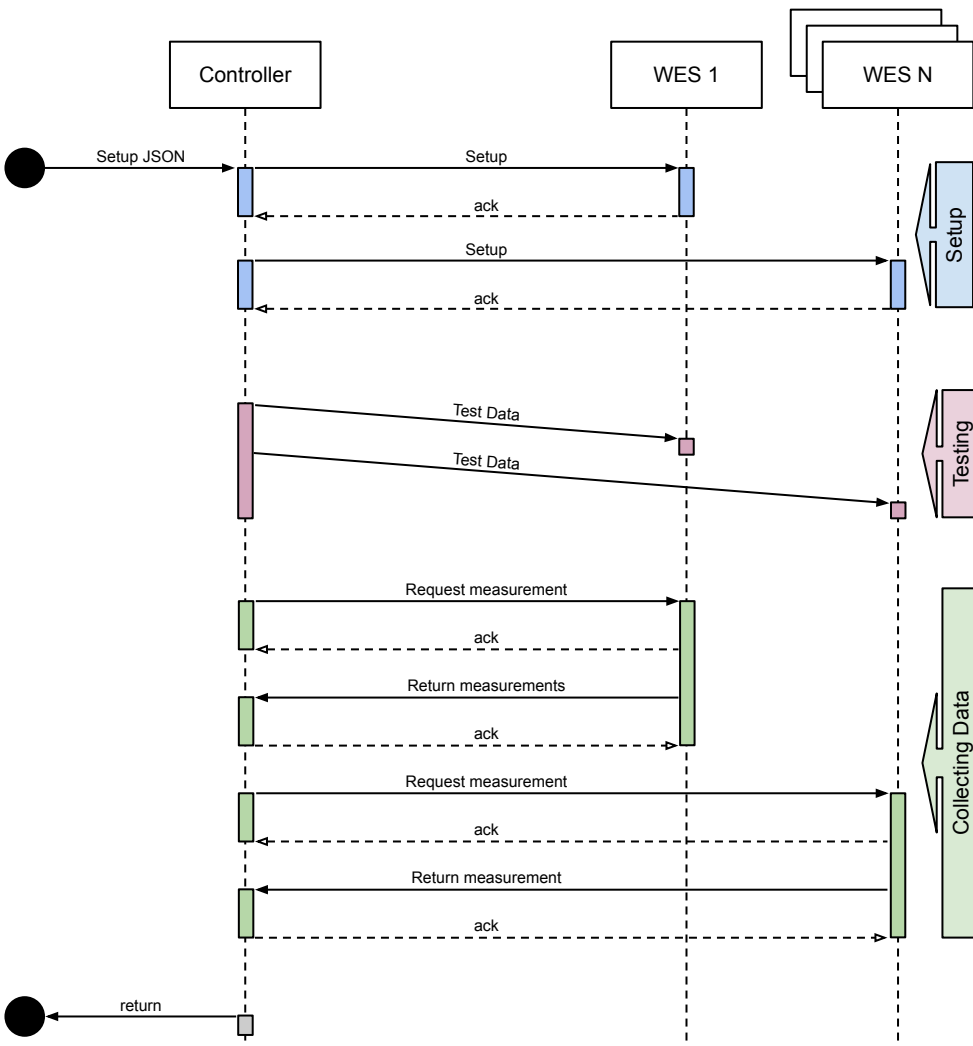 Controller
WES 1
WES N
Setup JSON
Setup
ack
Setup
ack
Setup
Test Data
Test Data
Testing
Request measurement
ack
Return measurements
ack
Request measurement
ack
Return measurement
ack
Collecting Data
return